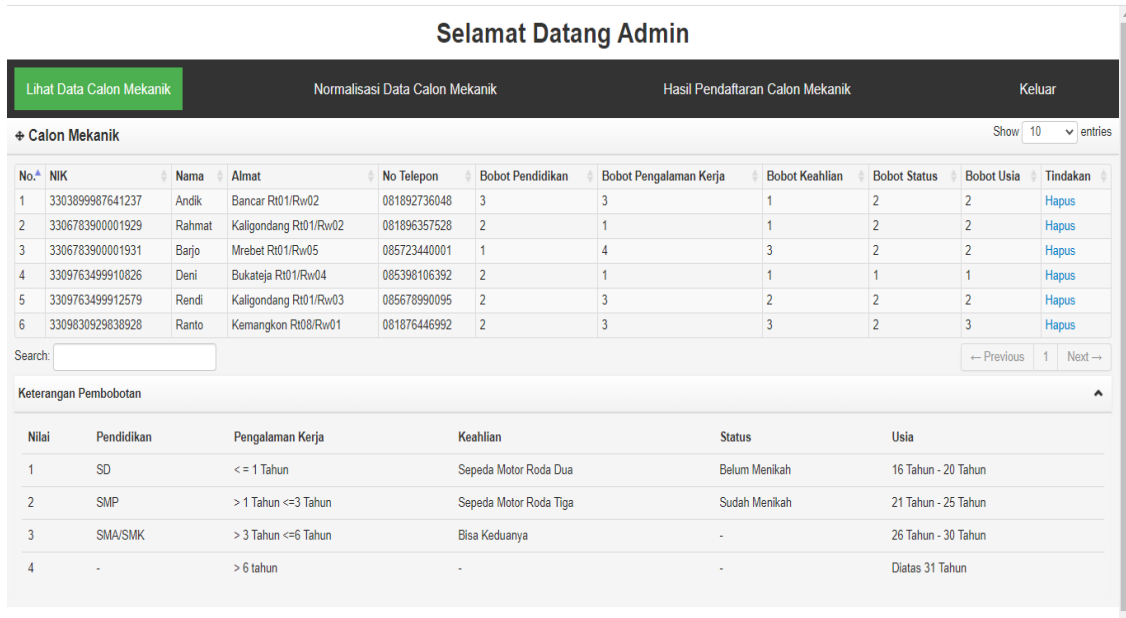 Selamat Datang Admin
Lihat Data Calon Mekanik Normalisasi Data Calon Mekanik Hasil Pendaftaran Calon Mekanik Keluar
Calon Mekanik Show 10 entries
No. NIK Nama Almat No Telepon Bobot Pendidikan Bobot Pengalaman Kerja Bobot Keahlian Bobot Status Bobot Usia Tindakan
1 3303899987641237 Andik Bancar Rt01/Rw02 081892736048 3 3 1 2 2 Hapus
2 3306783900001929 Rahmat Kaligondang Rt01/Rw02 081896357528 2 1 1 2 2 Hapus
3 3306783900001931 Barjo Mrebet Rt01/Rw05 085723440001 1 4 3 2 2 Hapus
4 3309763499910826 Deni Bukateja Rt01/Rw04 085398106392 2 1 1 1 1 Hapus
5 3309763499912579 Rendi Kaligondang Rt01/Rw03 085678990095 2 3 2 2 2 Hapus
6 3309830929838928 Ranto Kemangkon Rt08/Rw01 081876446992 2 3 3 2 3 Hapus
Search: ← Previous 1 Next →
Keterangan Pembobotan
Nilai Pendidikan Pengalaman Kerja Keahlian Status Usia
1 SD < = 1 Tahun Sepeda Motor Roda Dua Belum Menikah 16 Tahun - 20 Tahun
2 SMP > 1 Tahun <=3 Tahun Sepeda Motor Roda Tiga Sudah Menikah 21 Tahun - 25 Tahun
3 SMA/SMK > 3 Tahun <=6 Tahun Bisa Keduanya - 26 Tahun - 30 Tahun
4 - > 6 tahun - - Diatas 31 Tahun